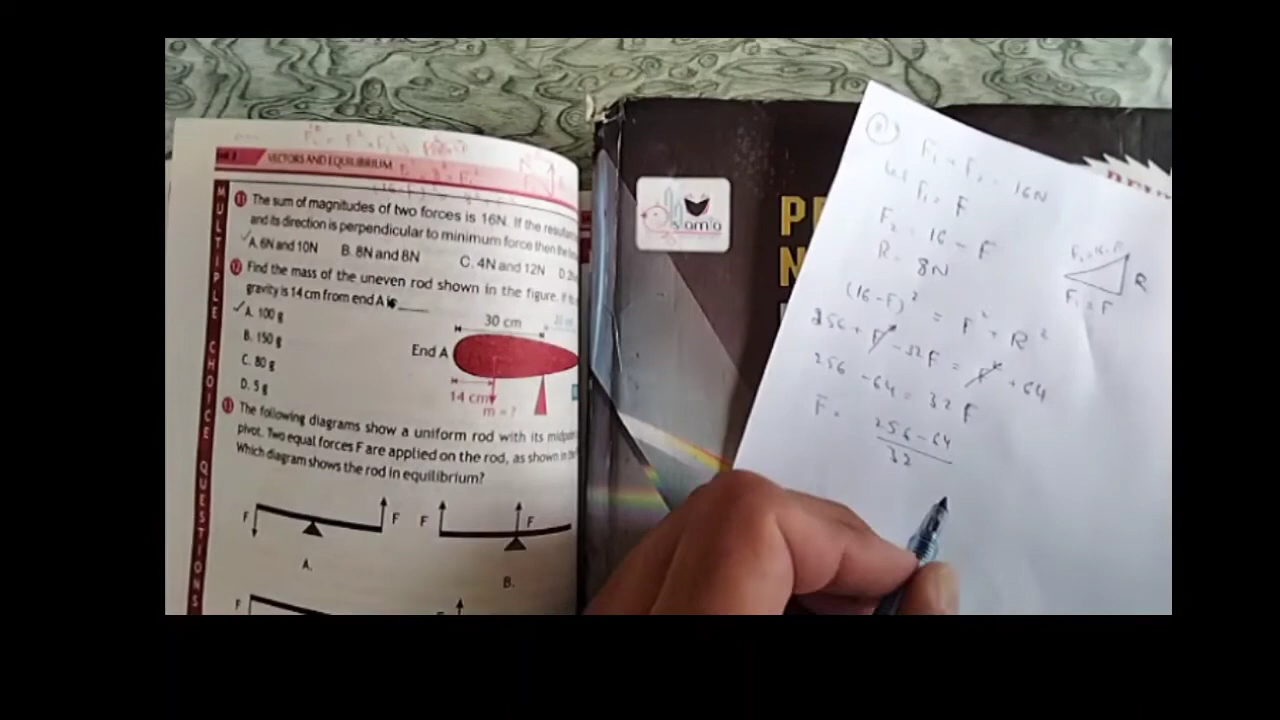 VECTORS AND EQUILIBRIUM
MULTIPLE CHOICE QUESTIONS
11 The sum of magnitudes of two forces is 16N. If the
and its direction is perpendicular to minimum force then the
A. 6N and 10N B. 8N and 8N C. 4N and 12N D.
12 Find the mass of the uneven rod shown in the figure. If
gravity is 14 cm from end A is ____
A. 100 g
B. 150 g
C. 80 g
D. 5 g
30 cm
End A
14 cm
m = ?
13 The following diagrams show a uniform rod with its
pivot. Two equal forces F are applied on the rod, as shown in
Which diagram shows the rod in equilibrium?
F F F F
A. B.
F
F₁ + F₂ = 16N
Let F₁ = F
F₂ = 16 - F
R = 8N
F₂ = 16 - F
R
F₁ = F
(16-F)² = F² + R²
256 + F² - 32F = F² + 64
256 - 64 = 32 F
F = 256 - 64
32